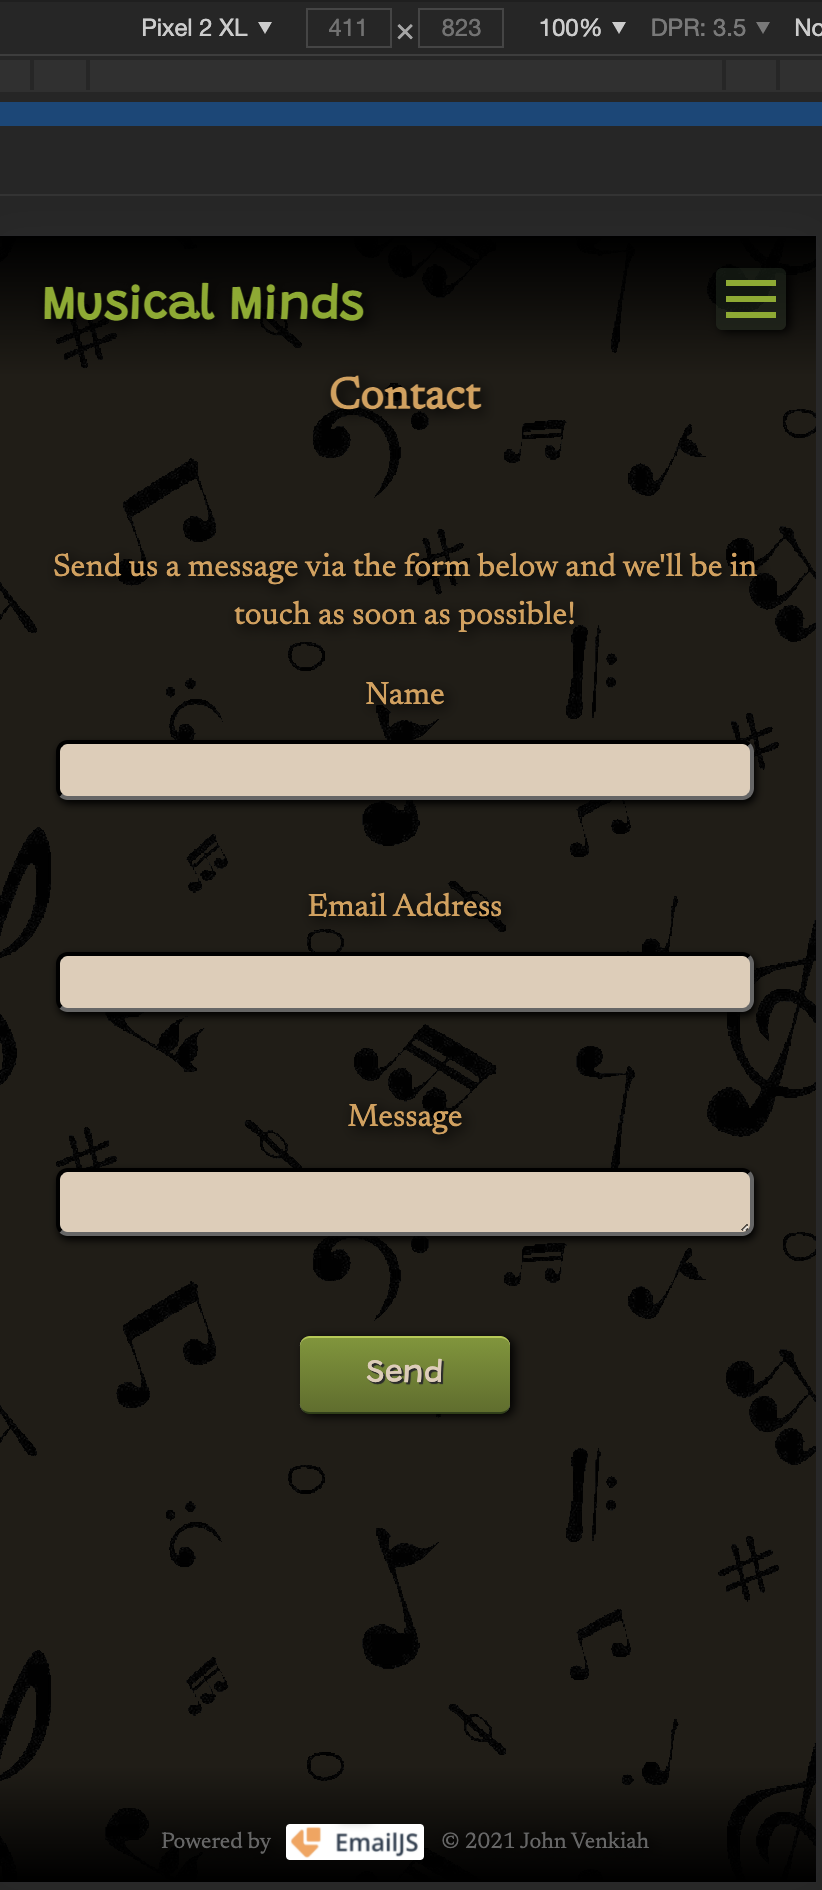 Pixel 2 XL ▼ 411 × 823 100% ▼ DPR: 3.5 ▼
Musical Minds
Contact
Send us a message via the form below and we'll be in
touch as soon as possible!
Name
Email Address
Message
Send
Powered by EmailJS © 2021 John Venkiah